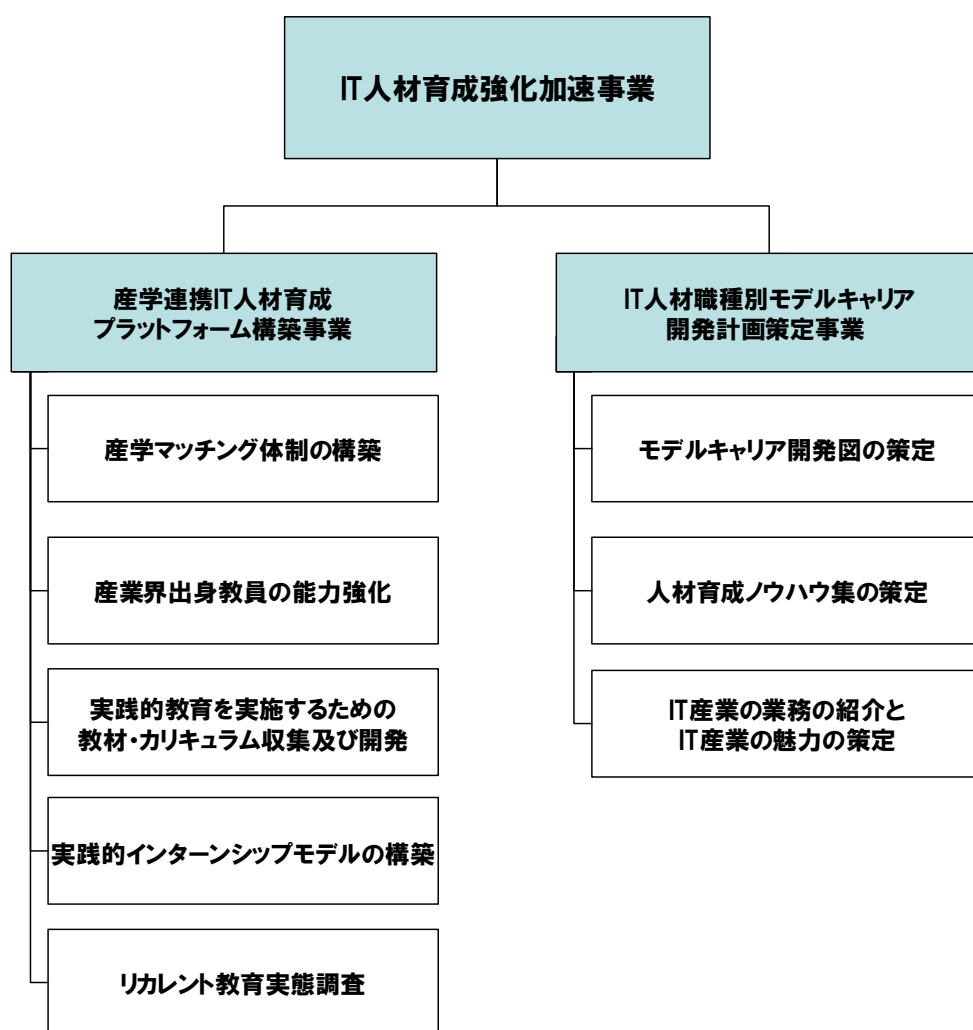 IT人材育成強化加速事業
産学連携IT人材育成
プラットフォーム構築事業
産学マッチング体制の構築
産業界出身教員の能力強化
実践的教育を実施するための
教材・カリキュラム収集及び開発
実践的インターンシップモデルの構築
リカレント教育実態調査
IT人材職種別モデルキャリア
開発計画策定事業
モデルキャリア開発図の策定
人材育成ノウハウ集の策定
IT産業の業務の紹介と
IT産業の魅力の策定